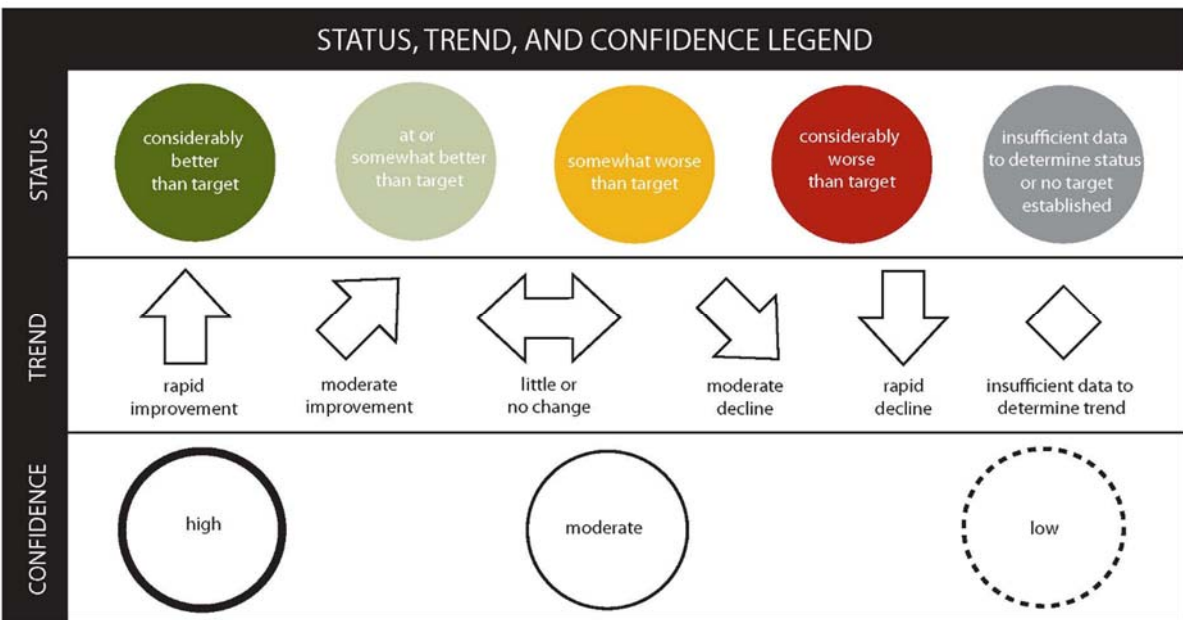 STATUS, TREND, AND CONFIDENCE LEGEND
STATUS
considerably
better
than target
at or
somewhat better
than target
somewhat worse
than target
considerably
worse
than target
insufficient data
to determine status
or no target
established
TREND
rapid
improvement
moderate
improvement
little or
no change
moderate
decline
rapid
decline
insufficient data to
determine trend
CONFIDENCE
high
moderate
low